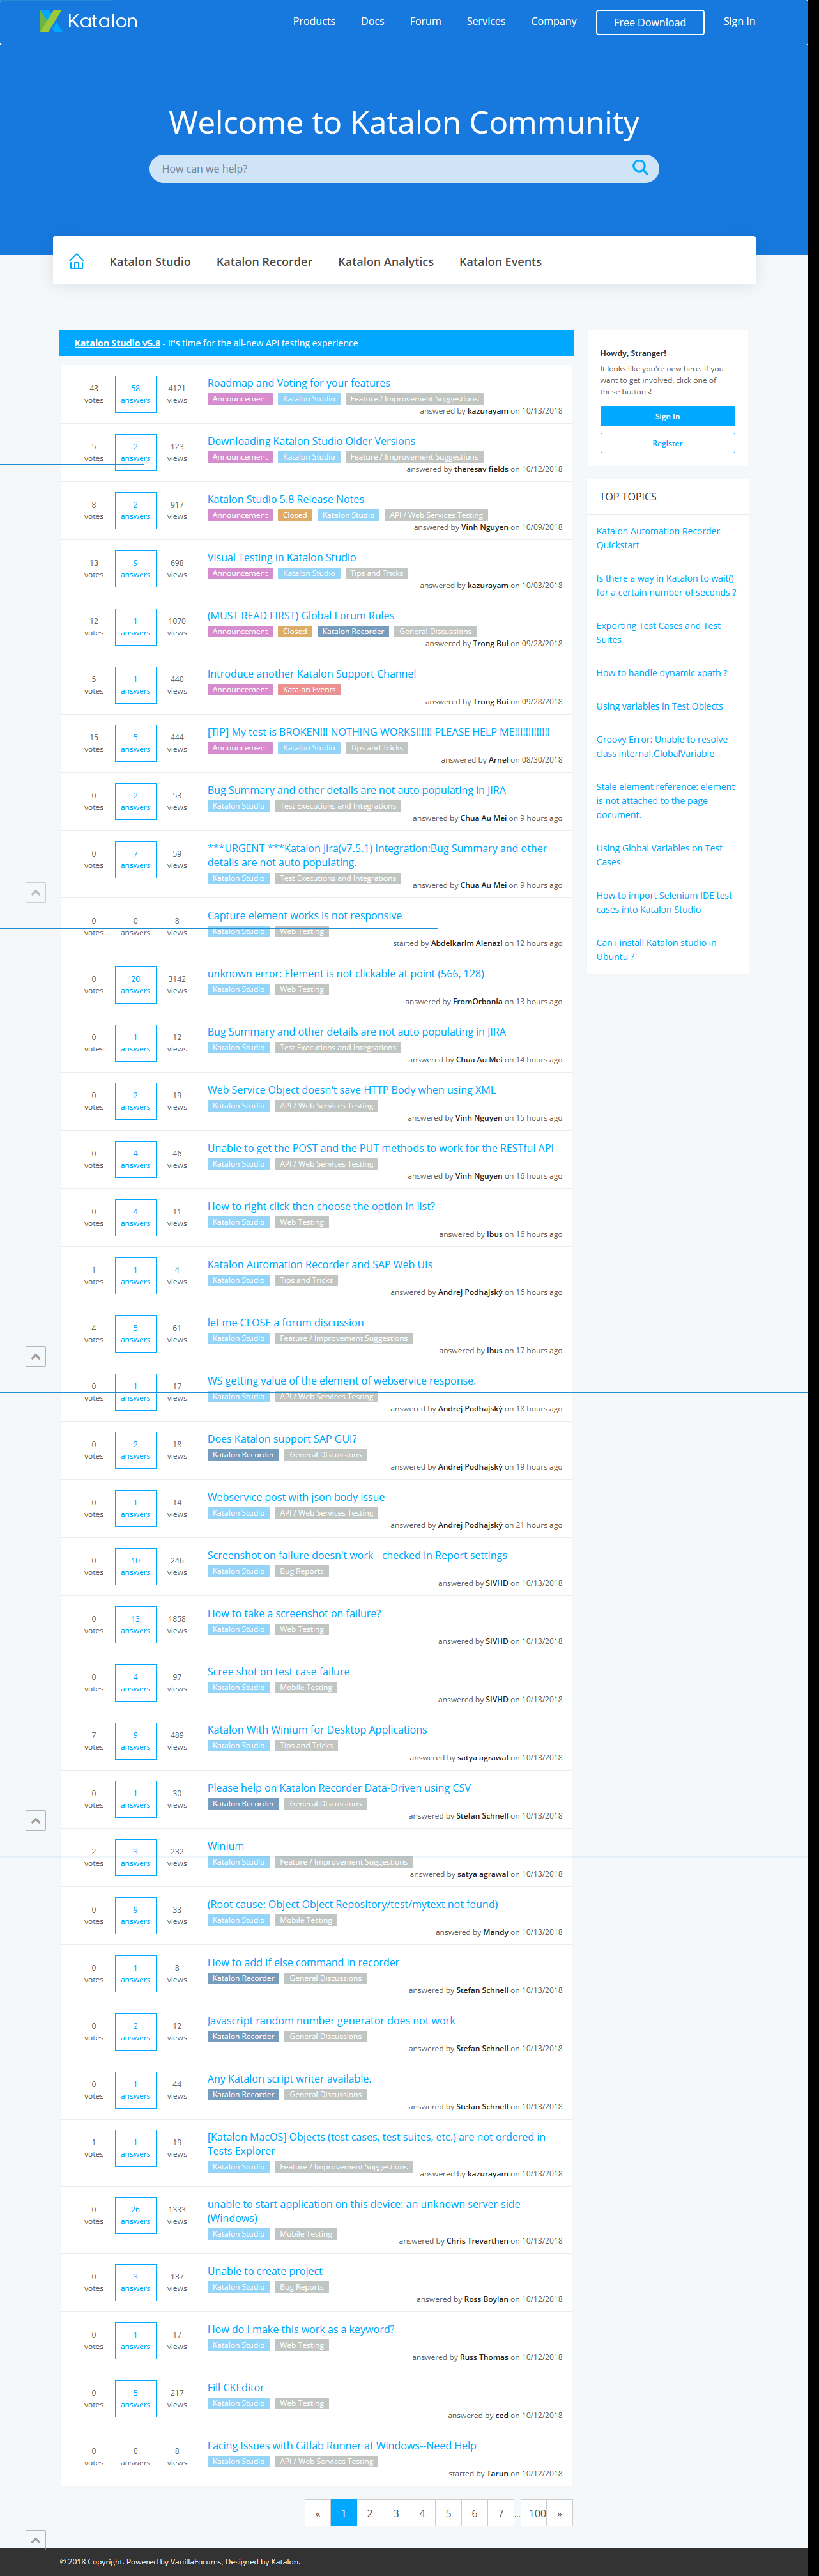 Katalon
Products Docs Forum Services Company Free Download Sign In
Welcome to Katalon Community
How can we help?
Katalon Studio Katalon Recorder Katalon Analytics Katalon Events
Katalon Studio v5.8 - It's time for the all-new API testing experience
43 votes 58 answers 4121 views
Roadmap and Voting for your features
Announcement Katalon Studio Feature / Improvement Suggestions
answered by kazurayam on 10/13/2018
5 votes 2 answers 123 views
Downloading Katalon Studio Older Versions
Announcement Katalon Studio Feature / Improvement Suggestions
answered by theresav fields on 10/12/2018
8 votes 2 answers 917 views
Katalon Studio 5.8 Release Notes
Announcement Closed Katalon Studio API / Web Services Testing
answered by Vinh Nguyen on 10/09/2018
13 votes 9 answers 698 views
Visual Testing in Katalon Studio
Announcement Katalon Studio Tips and Tricks
answered by kazurayam on 10/03/2018
12 votes 1 answers 1070 views
(MUST READ FIRST) Global Forum Rules
Announcement Closed Katalon Recorder General Discussions
answered by Trong Bui on 09/28/2018
5 votes 1 answers 440 views
Introduce another Katalon Support Channel
Announcement Katalon Events
answered by Trong Bui on 09/28/2018
15 votes 5 answers 444 views
[TIP] My test is BROKEN!!! NOTHING WORKS!!!!!! PLEASE HELP ME!!!!!!!!!!!!!
Announcement Katalon Studio Tips and Tricks
answered by Arnel on 08/30/2018
0 votes 2 answers 53 views
Bug Summary and other details are not auto populating in JIRA
Katalon Studio Test Executions and Integrations
answered by Chua Au Mei on 9 hours ago
0 votes 7 answers 59 views
***URGENT ***Katalon Jira(v7.5.1) Integration:Bug Summary and other
details are not auto populating.
Katalon Studio Test Executions and Integrations
answered by Chua Au Mei on 9 hours ago
0 votes 0 answers 8 views
Capture element works is not responsive
Katalon Studio Web Testing
started by Abdelkarim Alenazi on 12 hours ago
0 votes 20 answers 3142 views
unknown error: Element is not clickable at point (566, 128)
Katalon Studio Web Testing
answered by FromOrbonia on 13 hours ago
0 votes 1 answers 12 views
Bug Summary and other details are not auto populating in JIRA
Katalon Studio Test Executions and Integrations
answered by Chua Au Mei on 14 hours ago
0 votes 2 answers 19 views
Web Service Object doesn't save HTTP Body when using XML
Katalon Studio API / Web Services Testing
answered by Vinh Nguyen on 15 hours ago
0 votes 4 answers 46 views
Unable to get the POST and the PUT methods to work for the RESTful API
Katalon Studio API / Web Services Testing
answered by Vinh Nguyen on 16 hours ago
0 votes 4 answers 11 views
How to right click then choose the option in list?
Katalon Studio Web Testing
answered by Ibus on 16 hours ago
1 votes 1 answers 4 views
Katalon Automation Recorder and SAP Web UIs
Katalon Studio Tips and Tricks
answered by Andrej Podhajský on 16 hours ago
4 votes 5 answers 61 views
let me CLOSE a forum discussion
Katalon Studio Feature / Improvement Suggestions
answered by Ibus on 17 hours ago
0 votes 1 answers 17 views
WS getting value of the element of webservice response.
Katalon Studio API / Web Services Testing
answered by Andrej Podhajský on 18 hours ago
0 votes 2 answers 18 views
Does Katalon support SAP GUI?
Katalon Recorder General Discussions
answered by Andrej Podhajský on 19 hours ago
0 votes 1 answers 14 views
Webservice post with json body issue
Katalon Studio API / Web Services Testing
answered by Andrej Podhajský on 21 hours ago
0 votes 10 answers 246 views
Screenshot on failure doesn't work - checked in Report settings
Katalon Studio Bug Reports
answered by SIVHD on 10/13/2018
0 votes 13 answers 1858 views
How to take a screenshot on failure?
Katalon Studio Web Testing
answered by SIVHD on 10/13/2018
0 votes 4 answers 97 views
Scree shot on test case failure
Katalon Studio Mobile Testing
answered by SIVHD on 10/13/2018
7 votes 9 answers 489 views
Katalon With Winium for Desktop Applications
Katalon Studio Tips and Tricks
answered by satya agrawal on 10/13/2018
0 votes 1 answers 30 views
Please help on Katalon Recorder Data-Driven using CSV
Katalon Recorder General Discussions
answered by Stefan Schnell on 10/13/2018
2 votes 3 answers 232 views
Winium
Katalon Studio Feature / Improvement Suggestions
answered by satya agrawal on 10/13/2018
0 votes 9 answers 33 views
(Root cause: Object Object Repository/test/mytext not found)
Katalon Studio Mobile Testing
answered by Mandy on 10/13/2018
0 votes 1 answers 8 views
How to add If else command in recorder
Katalon Recorder General Discussions
answered by Stefan Schnell on 10/13/2018
0 votes 2 answers 12 views
Javascript random number generator does not work
Katalon Recorder General Discussions
answered by Stefan Schnell on 10/13/2018
0 votes 1 answers 44 views
Any Katalon script writer available.
Katalon Recorder General Discussions
answered by Stefan Schnell on 10/13/2018
1 votes 1 answers 19 views
[Katalon MacOS] Objects (test cases, test suites, etc.) are not ordered in
Tests Explorer
Katalon Studio Feature / Improvement Suggestions
answered by kazurayam on 10/13/2018
0 votes 26 answers 1333 views
unable to start application on this device: an unknown server-side
(Windows)
Katalon Studio Mobile Testing
answered by Chris Trevarthen on 10/13/2018
0 votes 3 answers 137 views
Unable to create project
Katalon Studio Bug Reports
answered by Ross Boylan on 10/12/2018
0 votes 1 answers 17 views
How do I make this work as a keyword?
Katalon Studio Web Testing
answered by Russ Thomas on 10/12/2018
0 votes 5 answers 217 views
Fill CKEditor
Katalon Studio Web Testing
answered by ced on 10/12/2018
0 votes 0 answers 8 views
Facing Issues with Gitlab Runner at Windows--Need Help
Katalon Studio API / Web Services Testing
started by Tarun on 10/12/2018
« 1 2 3 4 5 6 7 ... 100 »
Howdy, Stranger!
It looks like you're new here. If you
want to get involved, click one of
these buttons!
Sign In
Register
TOP TOPICS
Katalon Automation Recorder
Quickstart
Is there a way in Katalon to wait()
for a certain number of seconds ?
Exporting Test Cases and Test
Suites
How to handle dynamic xpath ?
Using variables in Test Objects
Groovy Error: Unable to resolve
class internal.GlobalVariable
Stale element reference: element
is not attached to the page
document.
Using Global Variables on Test
Cases
How to import Selenium IDE test
cases into Katalon Studio
Can i install Katalon studio in
Ubuntu ?
© 2018 Copyright. Powered by VanillaForums, Designed by Katalon.